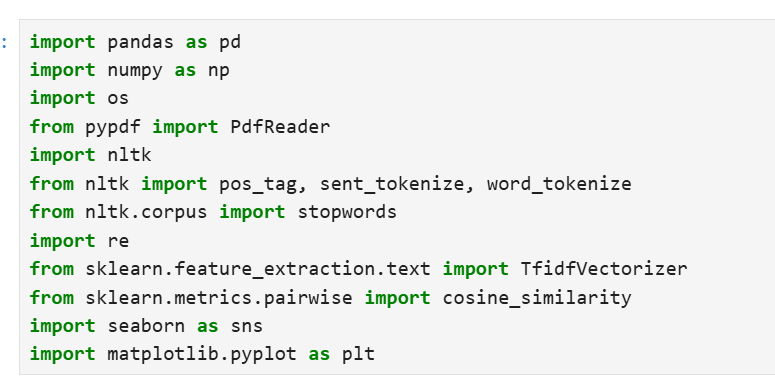 :
import pandas as pd
import numpy as np
import os
from pypdf import PdfReader
import nltk
from nltk import pos_tag, sent_tokenize, word_tokenize
from nltk.corpus import stopwords
import re
from sklearn.feature_extraction.text import TfidfVectorizer
from sklearn.metrics.pairwise import cosine_similarity
import seaborn as sns
import matplotlib.pyplot as plt